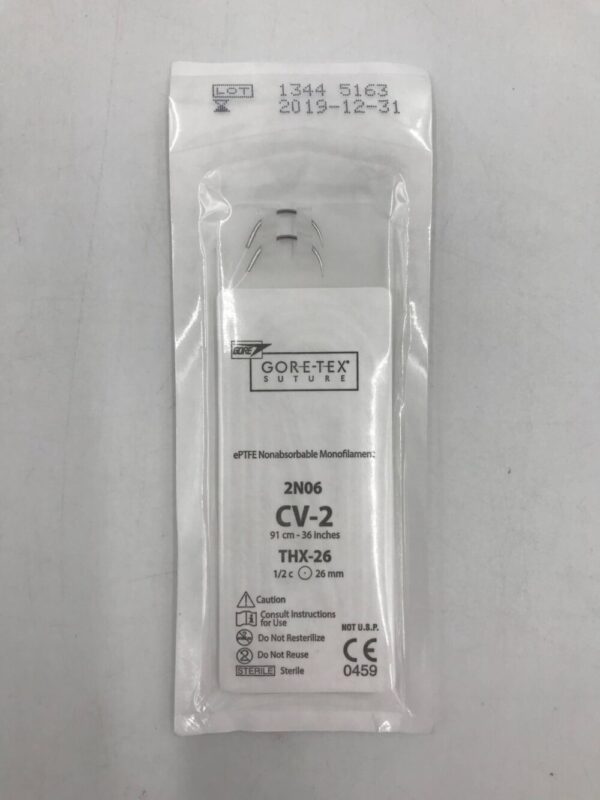 LOT 1344 5163
2019-12-31
GORE
GOR-E-TEX®
SUTURE
ePTFE Nonabsorbable Monofilament
2N06
CV-2
91 cm - 36 inches
THX-26
1/2 c 26 mm
Caution
Consult Instructions
for Use
Do Not Resterilize
Do Not Reuse
STERILE Sterile
NOT U.S.P.
CE
0459